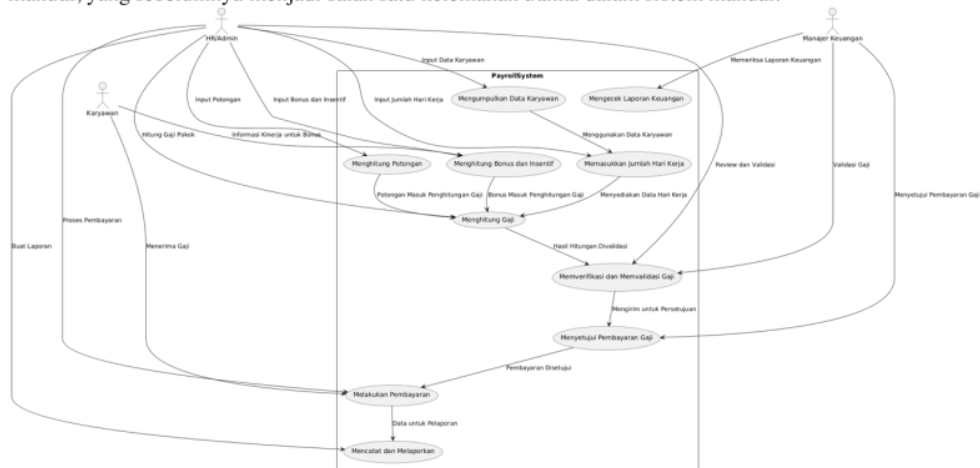 HR/Admin
Manajer Keuangan
Input Data Karyawan
Memeriksa Laporan Keuangan
PayrollSystem
Karyawan
Input Potongan
Input Bonus dan Insentif
Input Jumlah Hari Kerja
Mengumpulkan Data Karyawan
Mengecek Laporan Keuangan
Hitung Gaji Pokok
Informasi Kinerja untuk Bonus
Menggunakan Data Karyawan
Menghitung Potongan
Menghitung Bonus dan Insentif
Memasukkan Jumlah Hari Kerja
Review dan Validasi
Validasi Gaji
Potongan Masuk Penghitungan Gaji
Bonus Masuk Penghitungan Gaji
Menyediakan Data Hari Kerja
Menyetujui Pembayaran Gaji
Proses Pembayaran
Menghitung Gaji
Buat Laporan
Menerima Gaji
Hasil Hitungan Divalidasi
Memverifikasi dan Memvalidasi Gaji
Mengirim untuk Persetujuan
Menyetujui Pembayaran Gaji
Pembayaran Disetujui
Melakukan Pembayaran
Data untuk Pelaporan
Mencatat dan Melaporkan